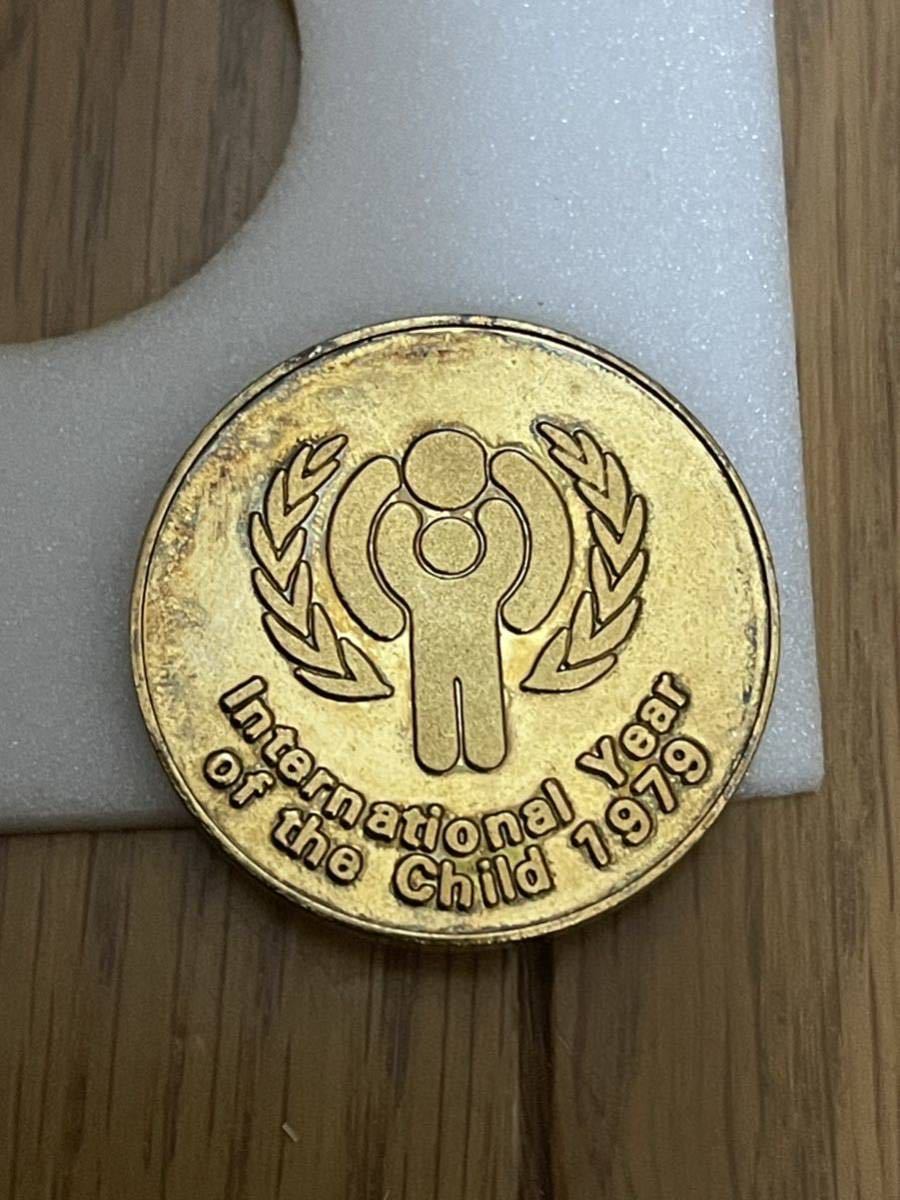 International Year
of the Child 1979